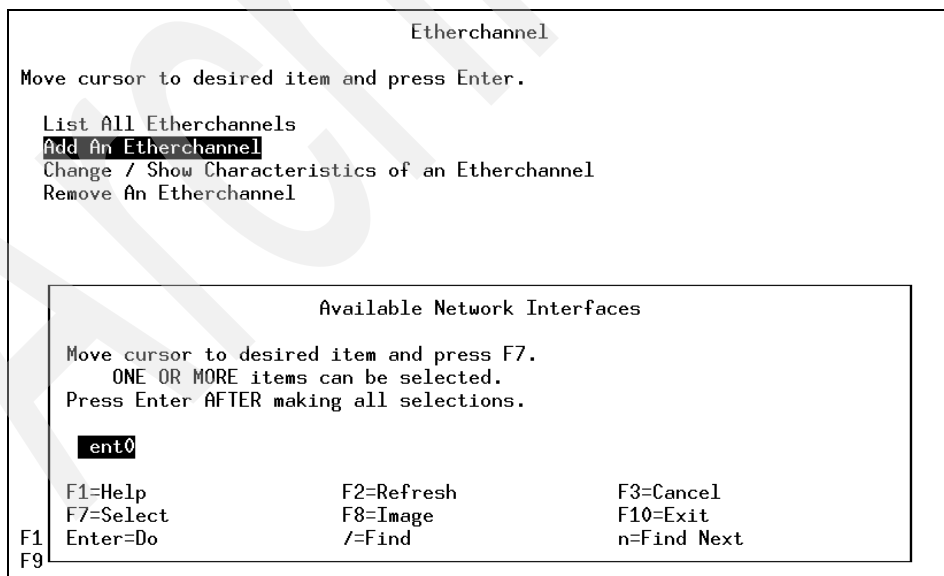 Etherchannel
Move cursor to desired item and press Enter.
List All Etherchannels
Add An Etherchannel
Change / Show Characteristics of an Etherchannel
Remove An Etherchannel
Available Network Interfaces
Move cursor to desired item and press F7.
ONE OR MORE items can be selected.
Press Enter AFTER making all selections.
ent0
F1=Help F2=Refresh F3=Cancel
F7=Select F8=Image F10=Exit
F1 Enter=Do /=Find n=Find Next
F9